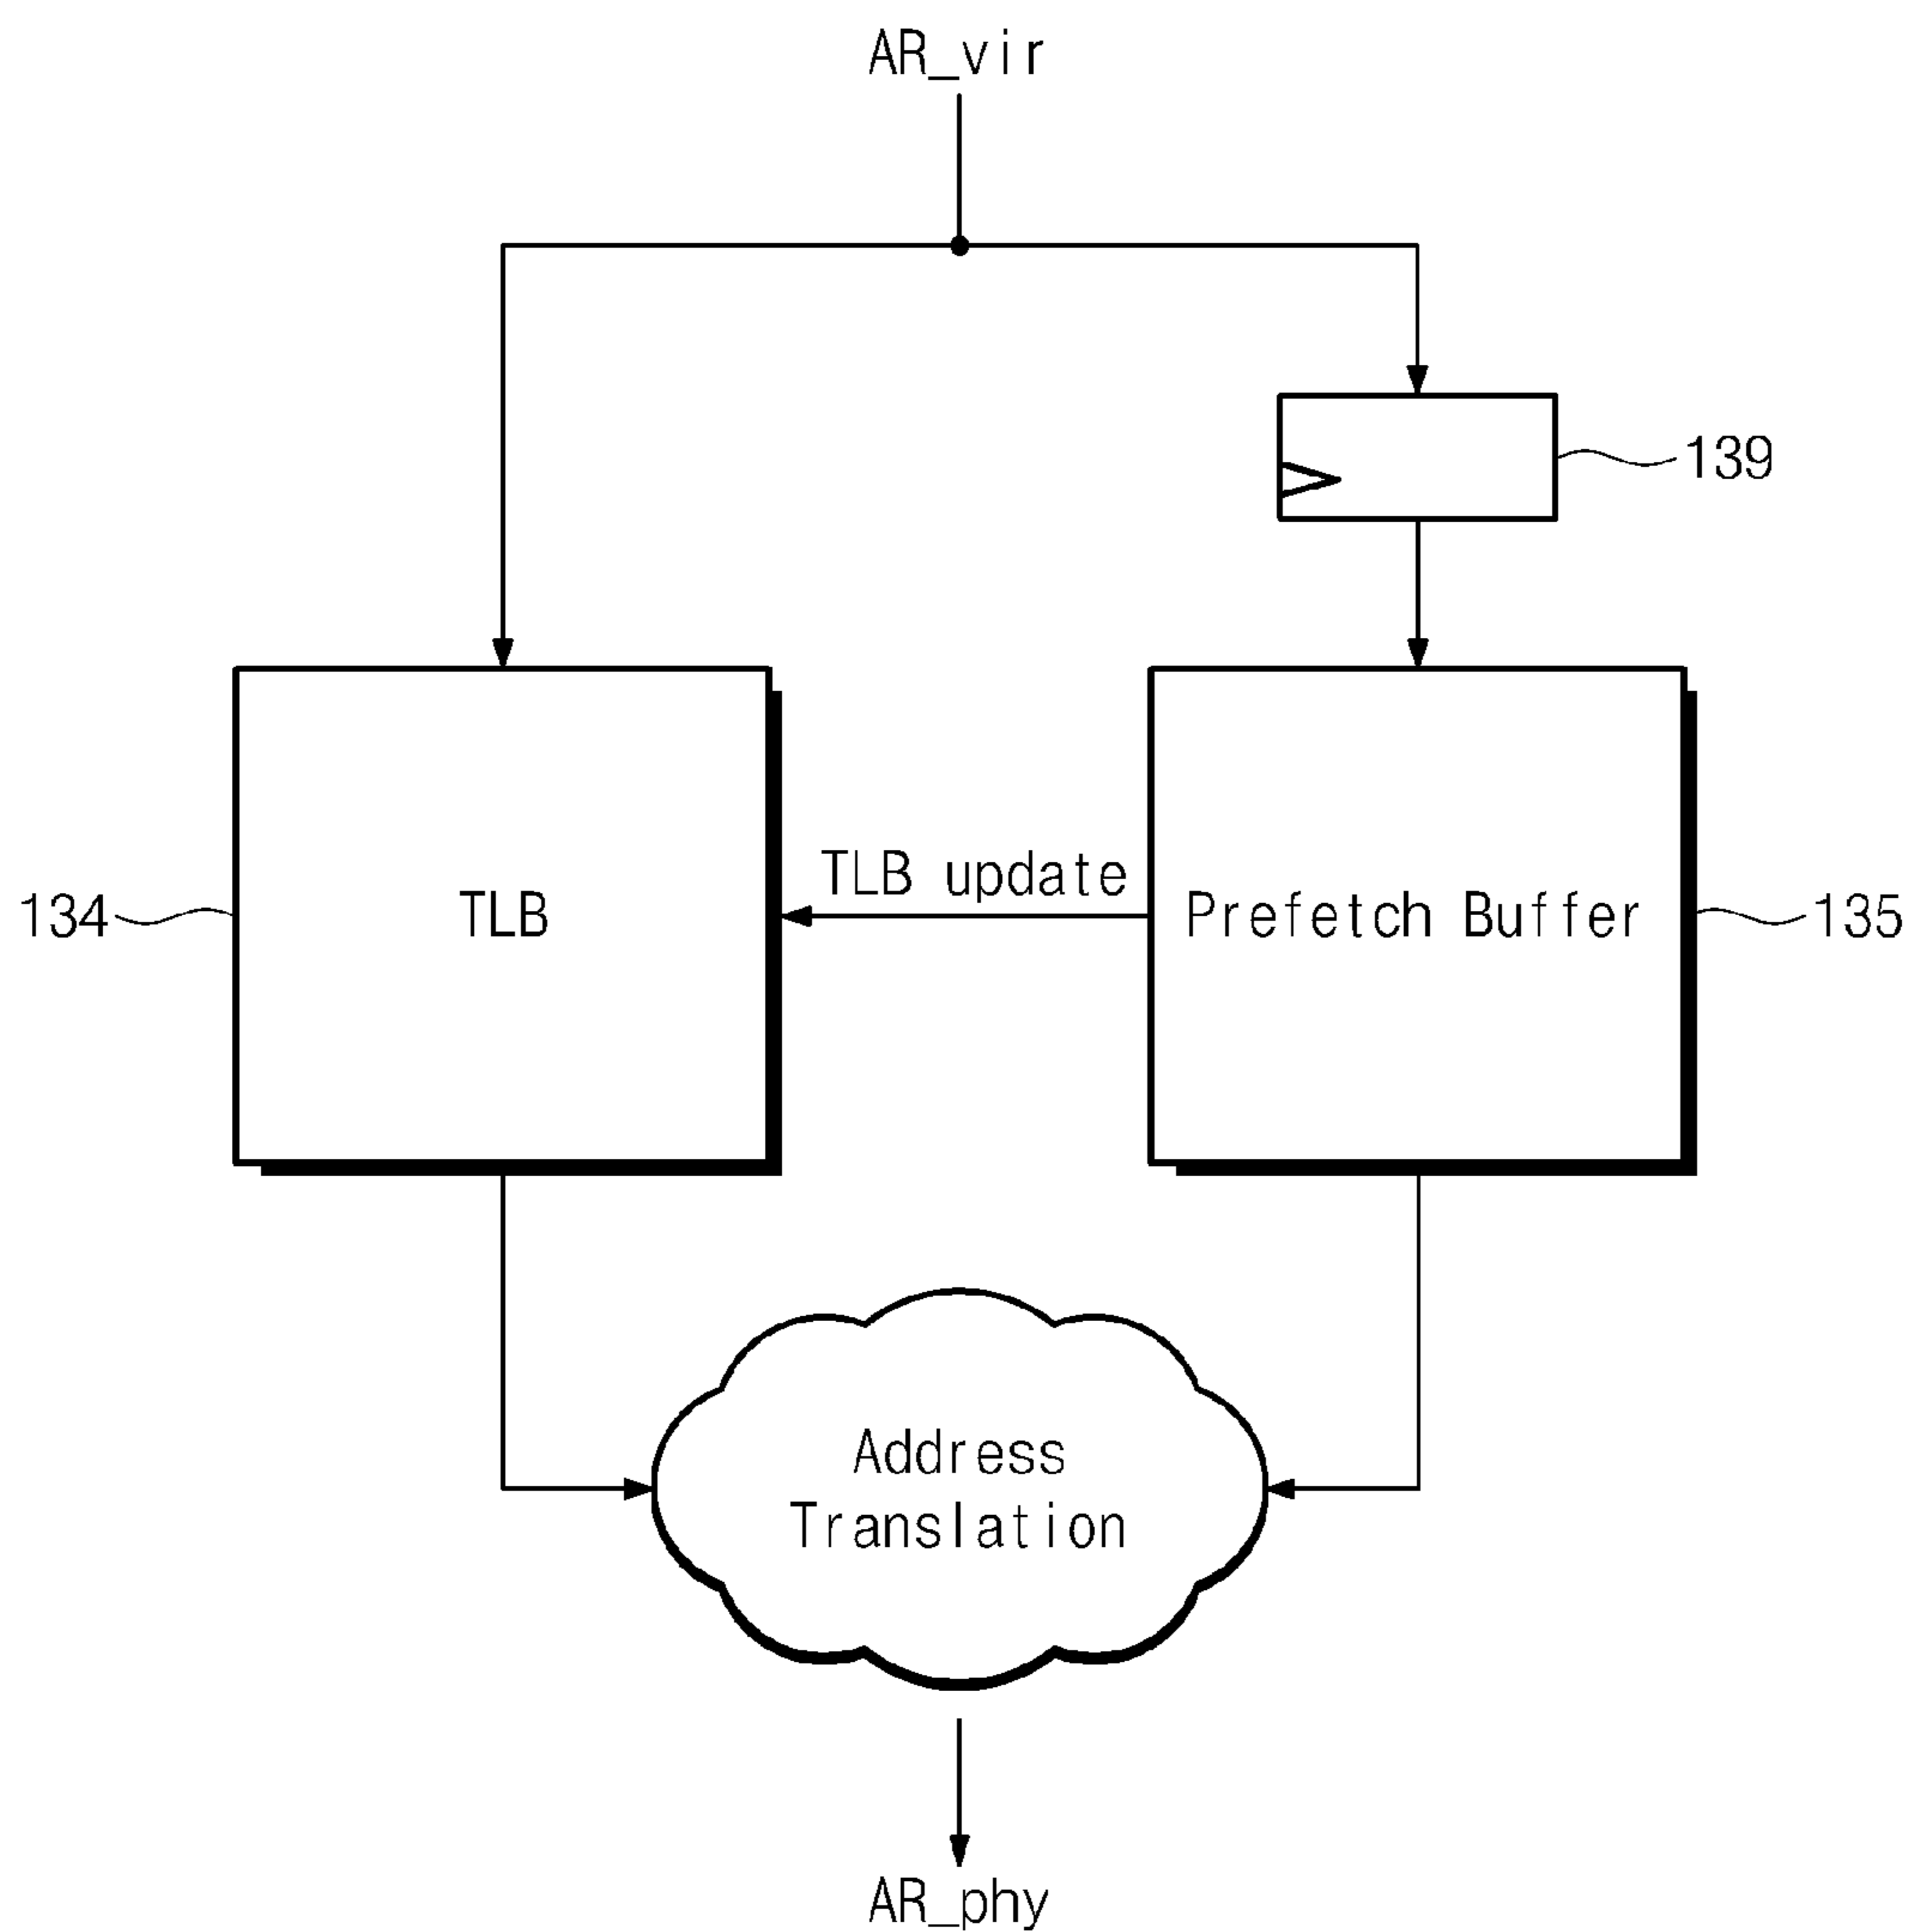 AR_vir
139
TLB update
134
TLB
Prefetch Buffer
135
Address
Translation
AR_phy